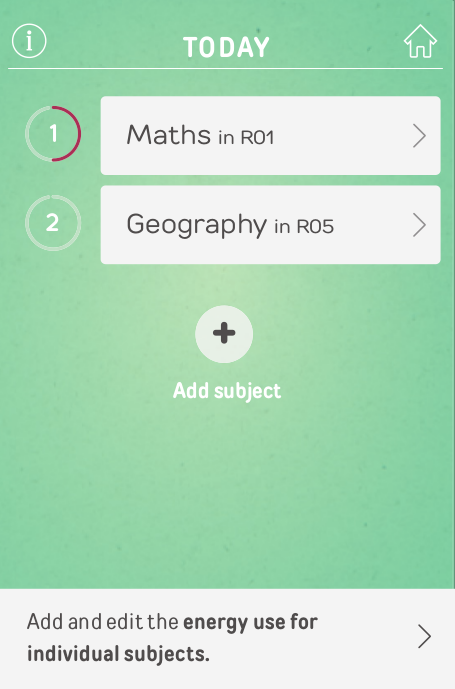 i
TODAY
1
Maths in R01
2
Geography in R05
+
Add subject
Add and edit the energy use for
individual subjects.